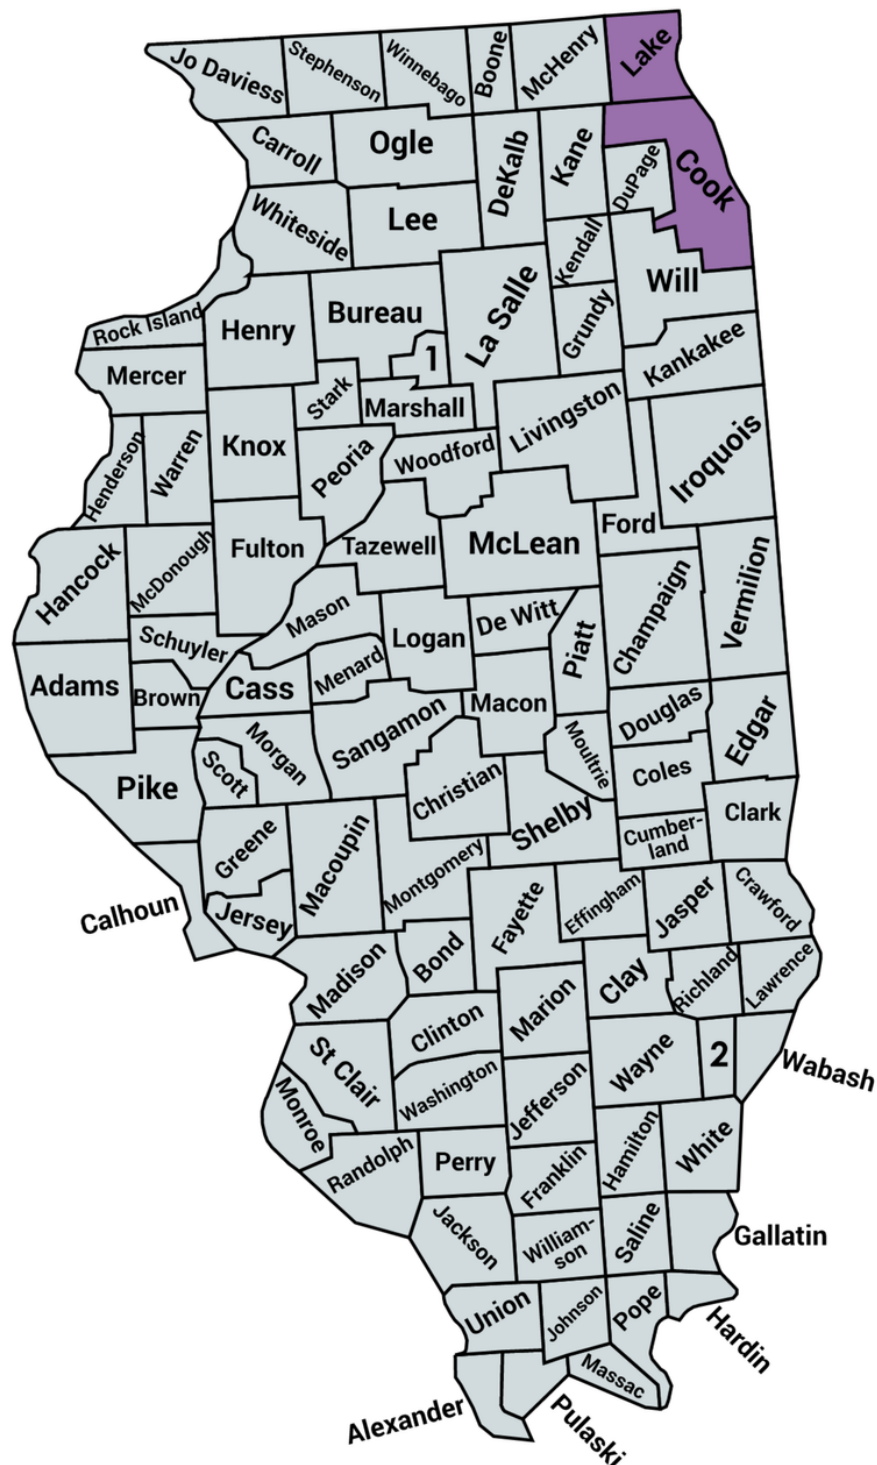 Jo Daviess
Stephenson
Winnebago
Boone
McHenry
Lake
Carroll
Ogle
DeKalb
Kane
DuPage
Cook
Whiteside
Lee
Kendall
Will
Rock Island
Henry
Bureau
La Salle
Grundy
1
Kankakee
Mercer
Stark
Marshall
Livingston
Henderson
Warren
Knox
Peoria
Woodford
Iroquois
Hancock
McDonough
Fulton
Tazewell
McLean
Ford
Vermilion
Schuyler
Mason
Logan
De Witt
Piatt
Champaign
Adams
Brown
Cass
Menard
Macon
Douglas
Edgar
Pike
Scott
Morgan
Sangamon
Christian
Moultrie
Coles
Clark
Calhoun
Greene
Jersey
Macoupin
Montgomery
Shelby
Cumber-
land
Crawford
Madison
Bond
Fayette
Effingham
Jasper
Richland
Lawrence
St Clair
Clinton
Marion
Clay
Wayne
2
Wabash
Monroe
Washington
Jefferson
Randolph
Perry
Franklin
Hamilton
White
Jackson
William-
son
Saline
Gallatin
Union
Johnson
Pope
Hardin
Alexander
Pulaski
Massac